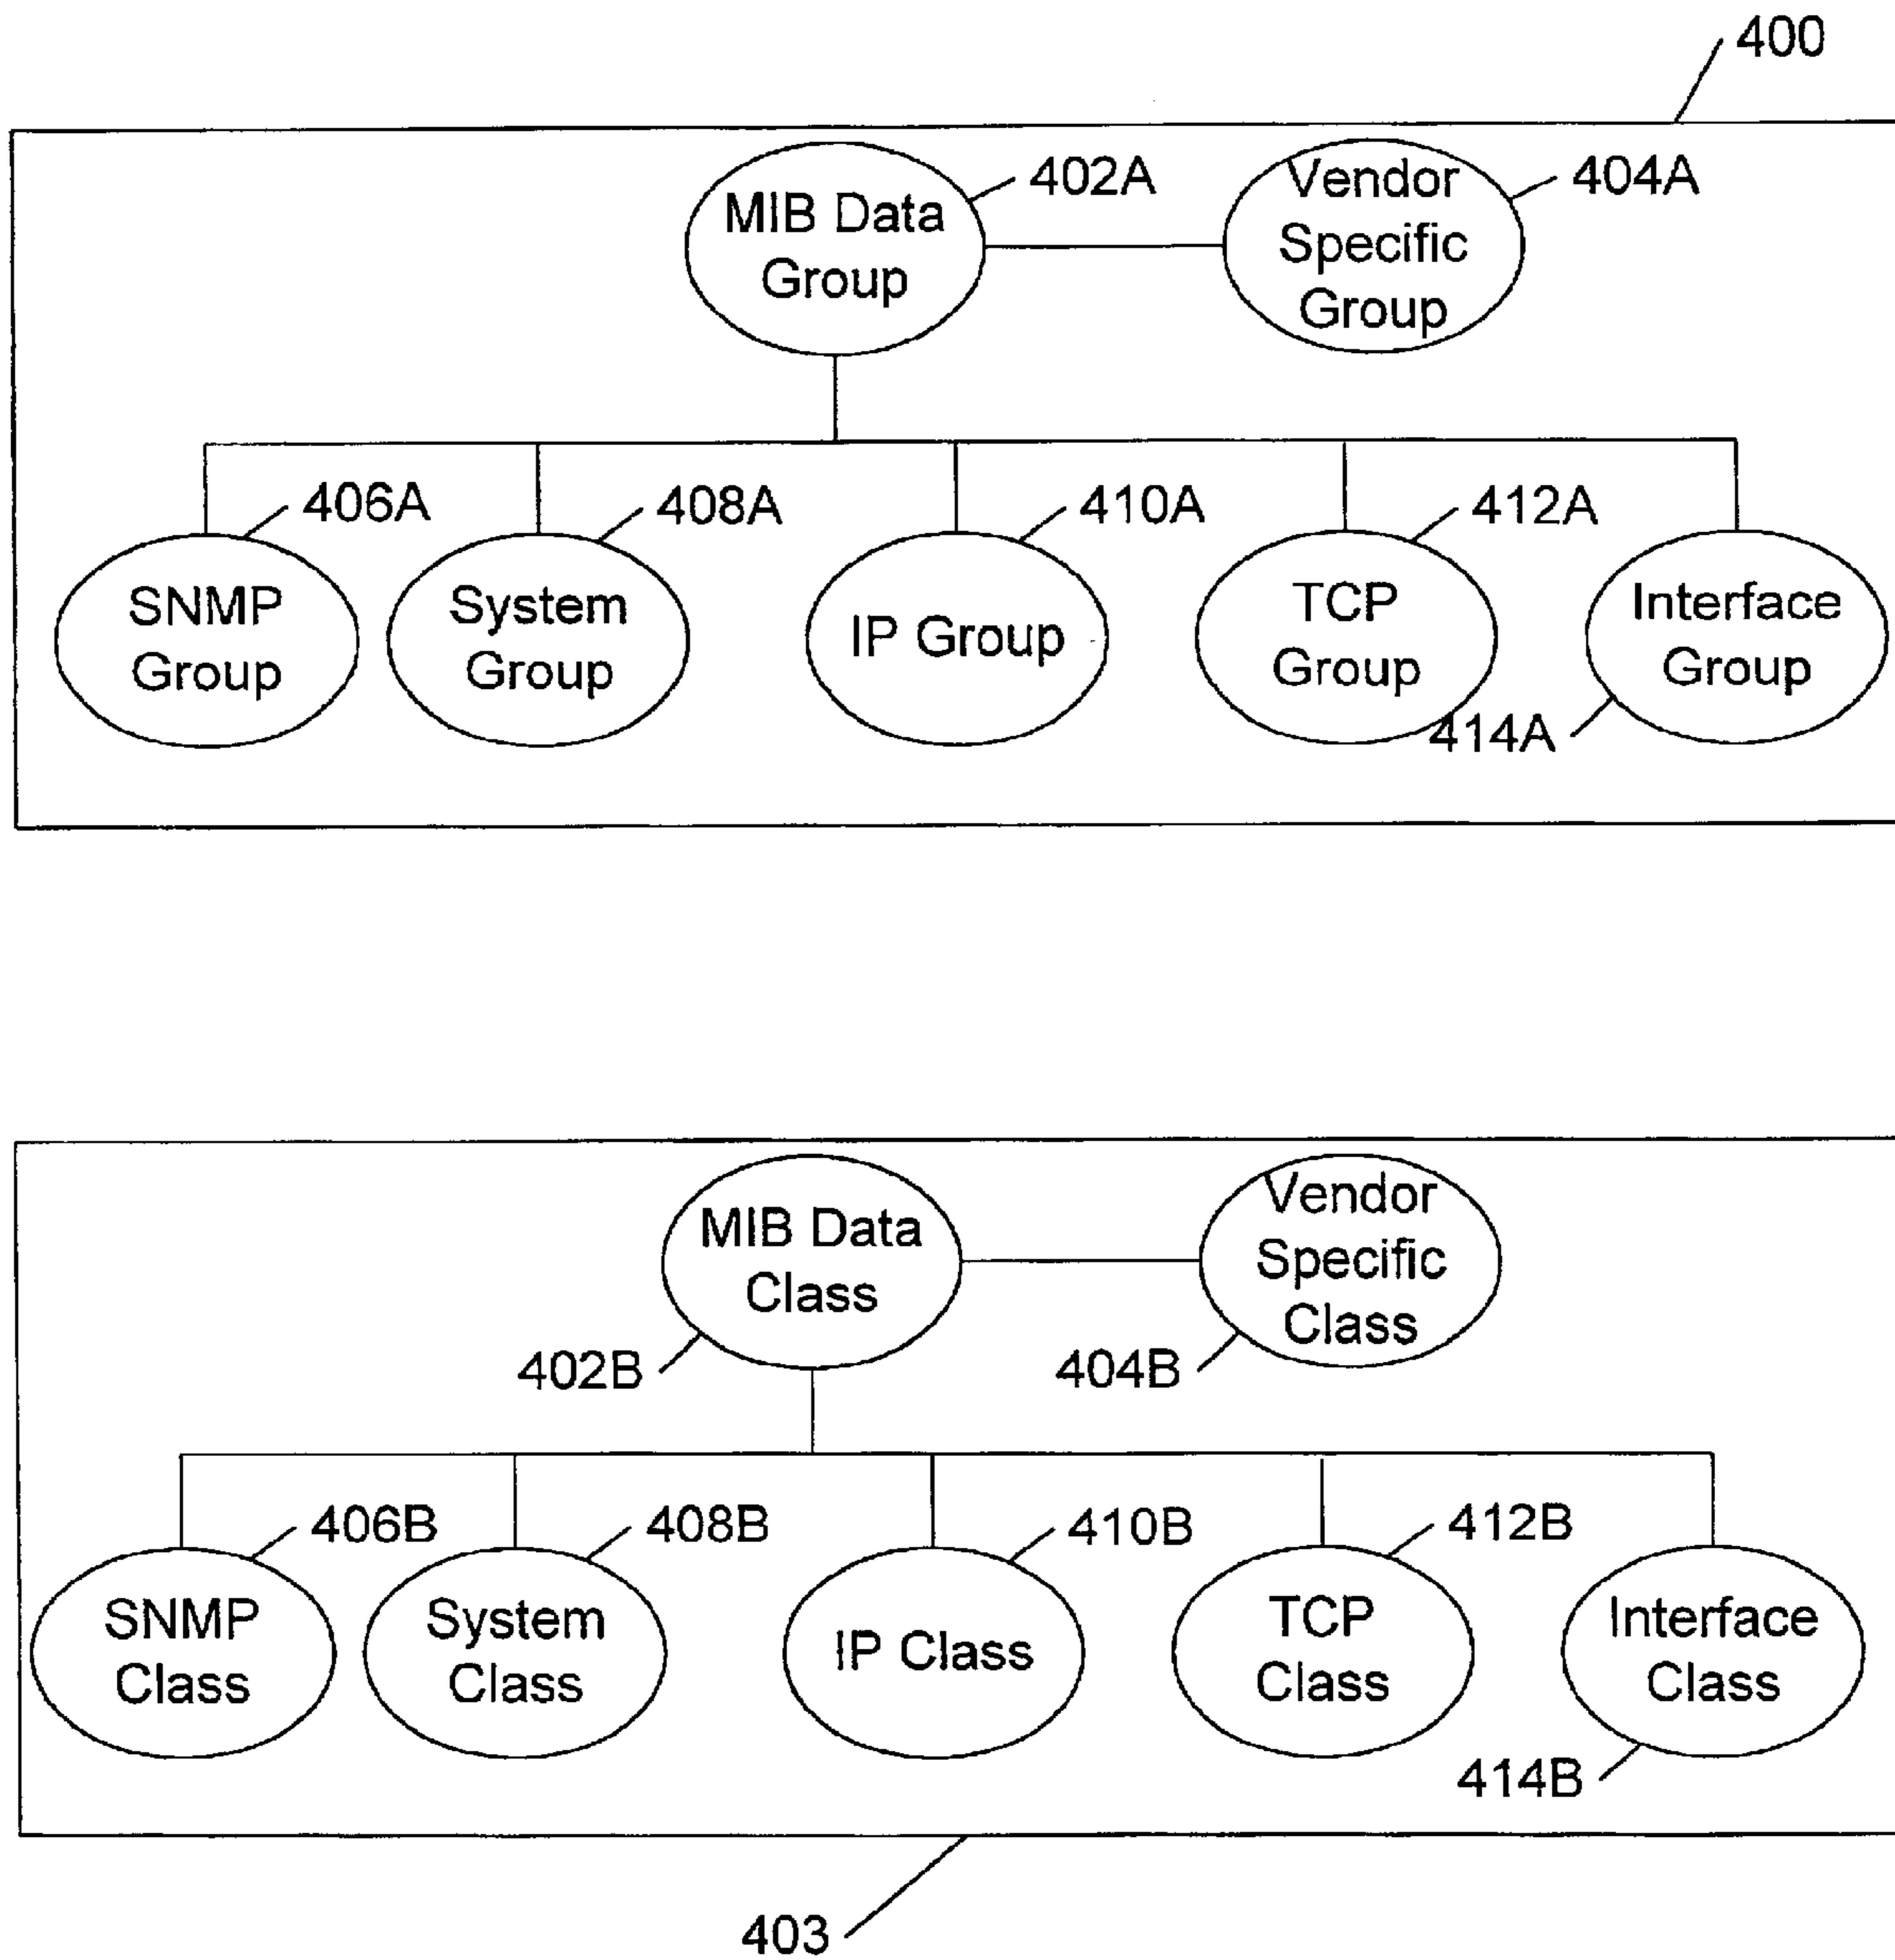 400
MIB Data
Group
402A
Vendor
Specific
Group
404A
406A
408A
410A
412A
SNMP
Group
System
Group
IP Group
TCP
Group
Interface
Group
414A
MIB Data
Class
402B
Vendor
Specific
Class
404B
406B
408B
410B
412B
SNMP
Class
System
Class
IP Class
TCP
Class
Interface
Class
414B
403